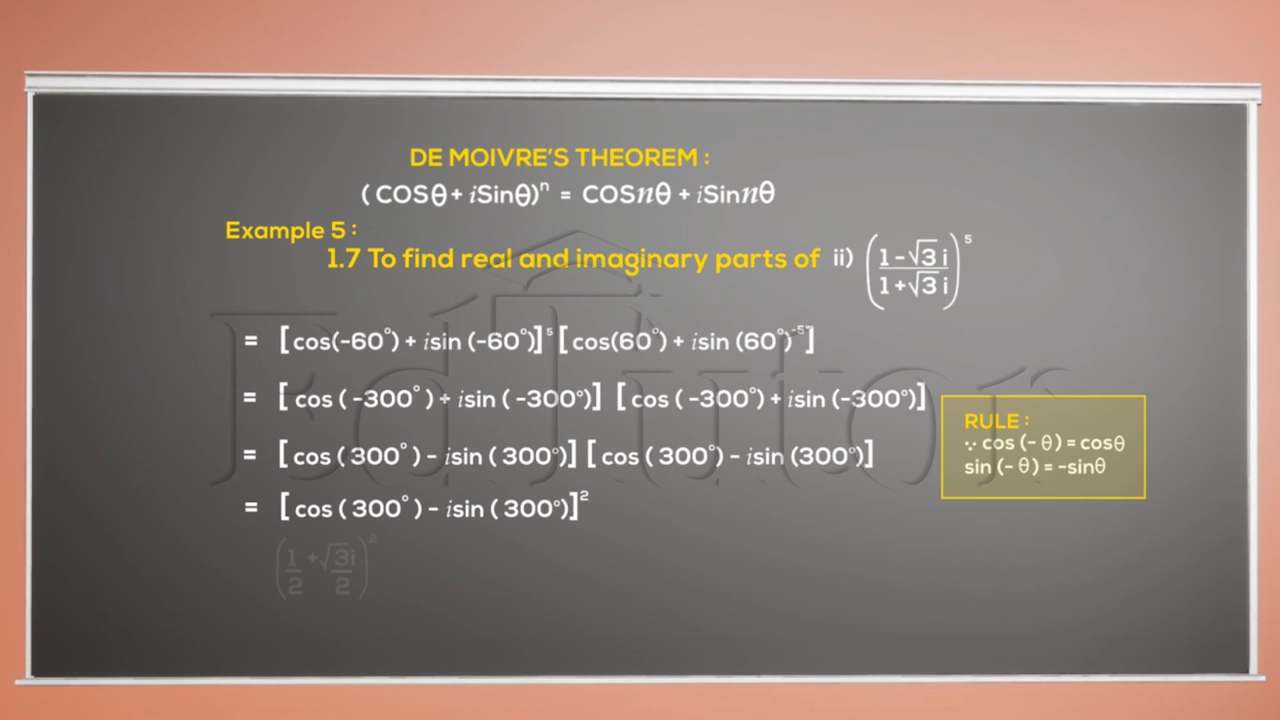 DE MOIVRE'S THEOREM :
( COSθ + iSinθ)ⁿ = COSnθ + iSinnθ
Example 5 :
1.7 To find real and imaginary parts of ii) ((1-√3 i)/(1+√3 i))⁵
= [cos(-60°) + isin (-60°)]⁵ [cos(60°) + isin (60°)⁻⁵]
= [ cos ( -300° ) + isin ( -300°)] [ cos ( -300°) + isin (-300°)]
= [ cos ( 300° ) - isin ( 300°)] [ cos ( 300°) - isin (300°)]
= [ cos ( 300° ) - isin ( 300°)]²
(1/2 + √3i/2)²
RULE :
∵ cos (- θ) = cosθ
sin (- θ) = -sinθ
EdTutor